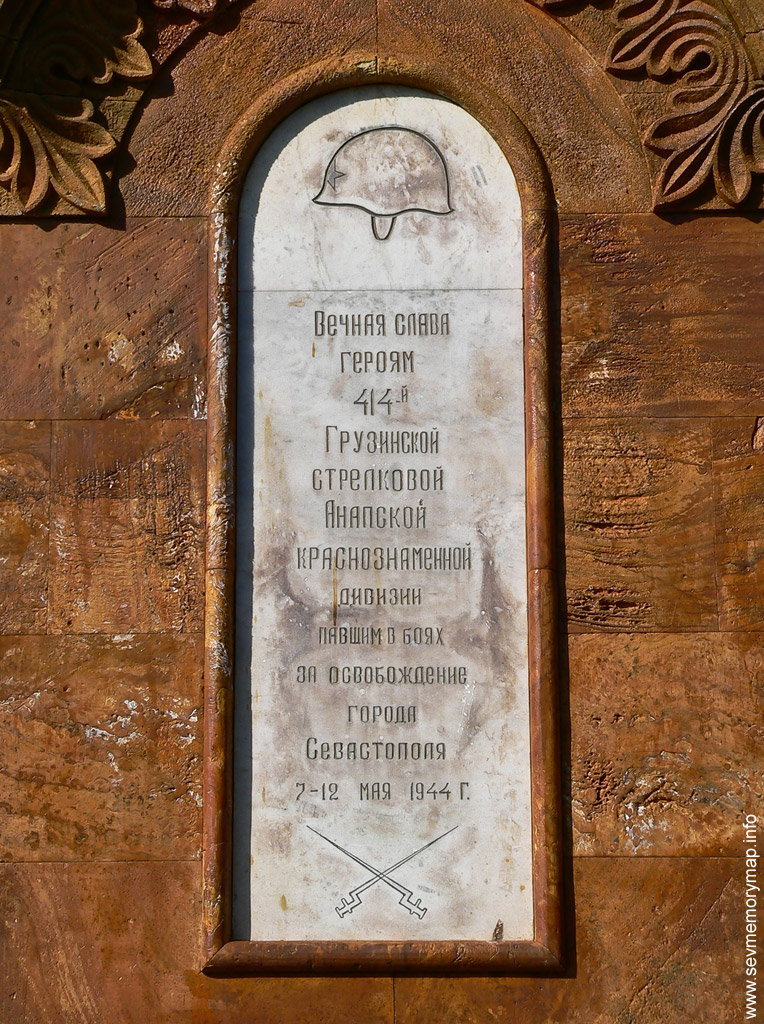 Вечная слава
героям
414-й
Грузинской
стрелковой
Анапской
краснознаменной
дивизии
павшим в боях
за освобождение
города
Севастополя
7-12 мая 1944 г.
www.sevmemorymap.info